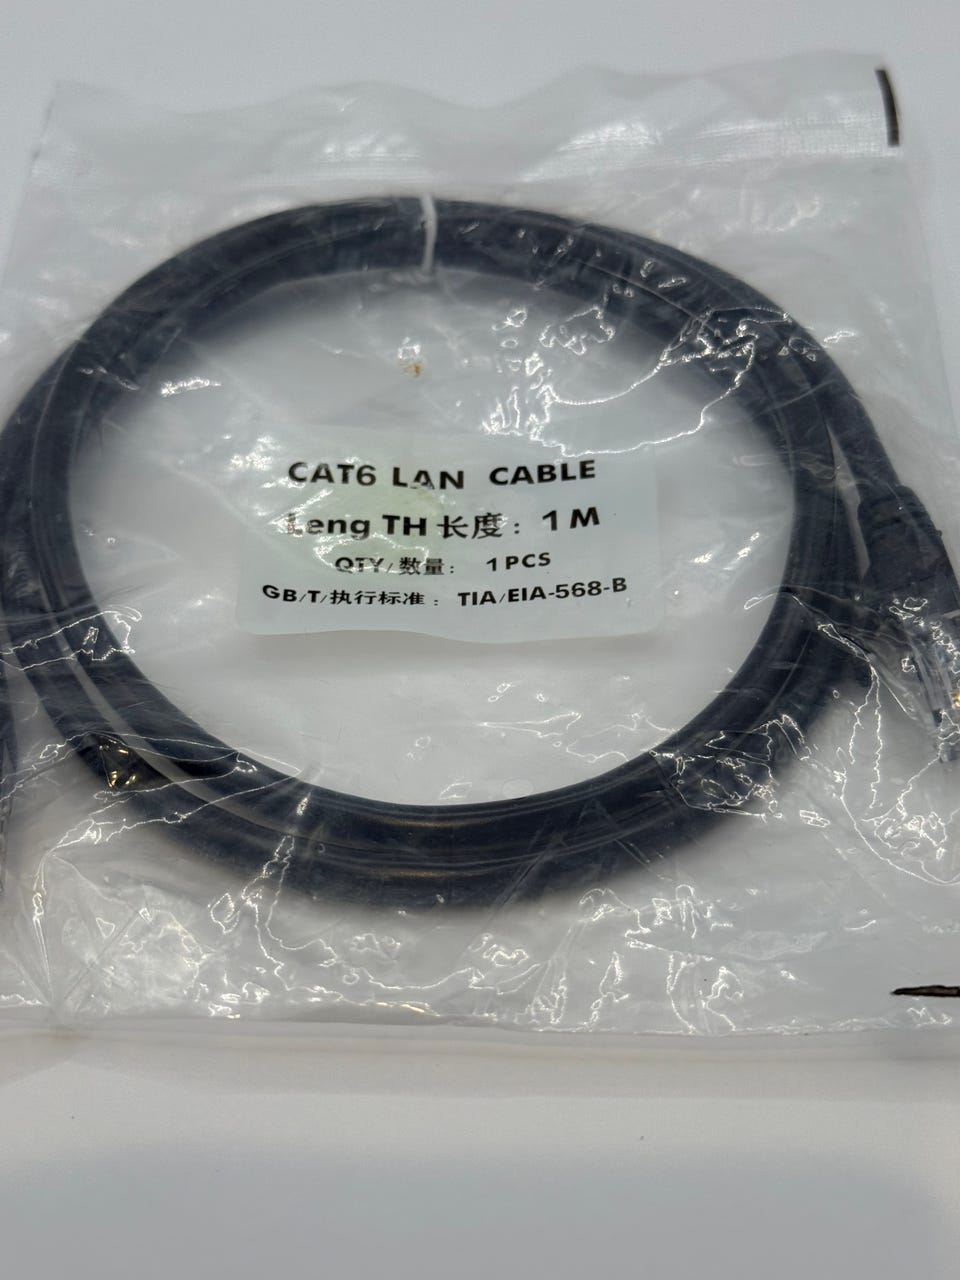 CAT6 LAN CABLE
Leng TH 长度: 1 M
QTY/数量: 1PCS
GB/T/执行标准: TIA/EIA-568-B